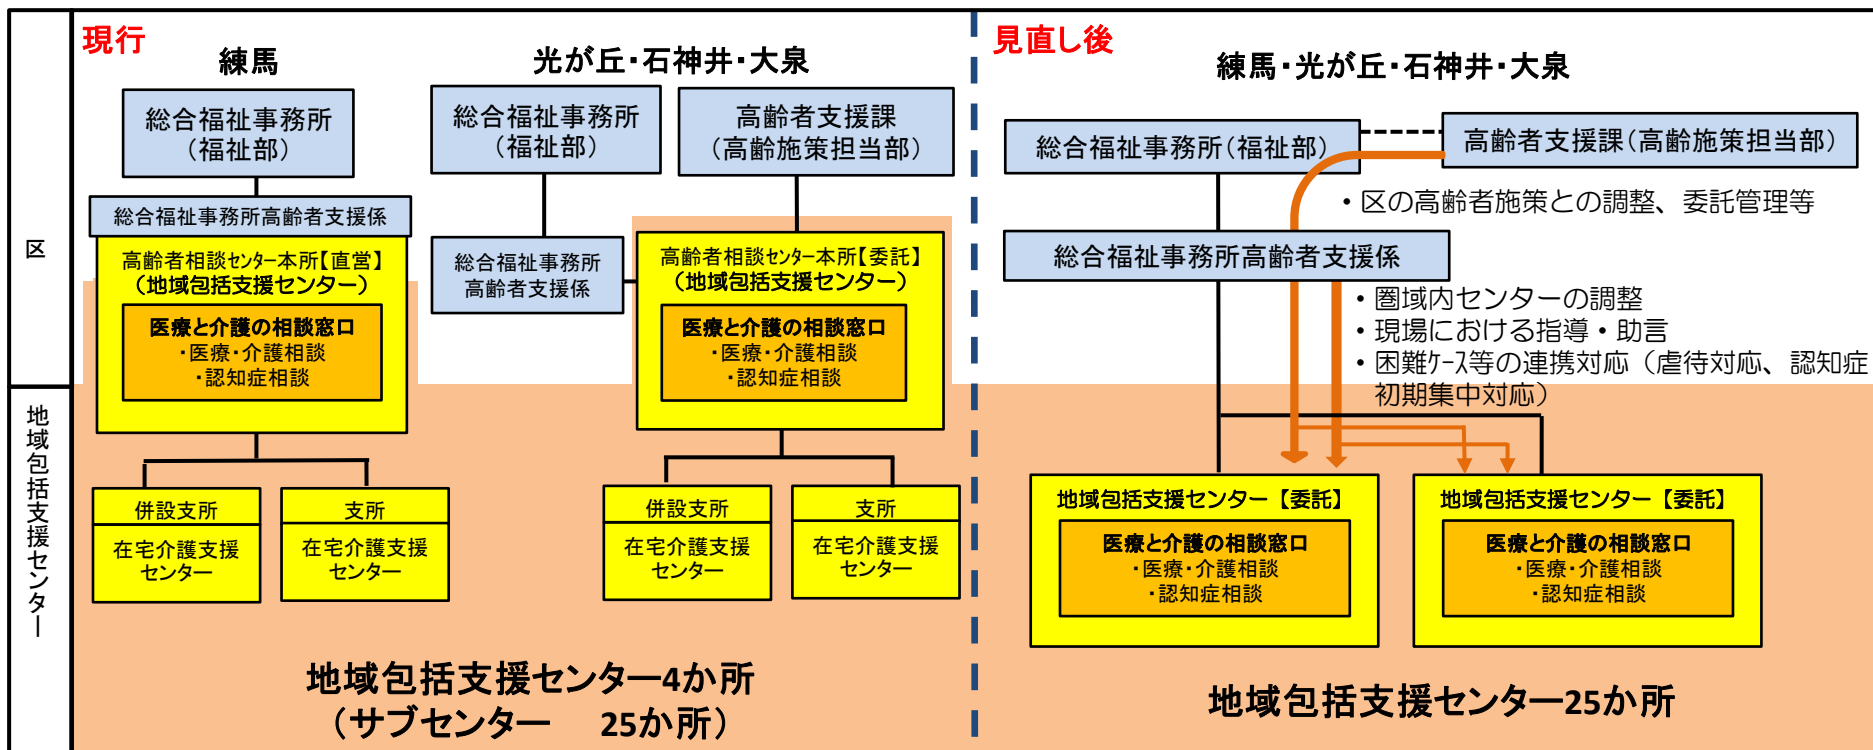 現行
練馬
総合福祉事務所
（福祉部）
総合福祉事務所高齢者支援係
高齢者相談センター本所【直営】
（地域包括支援センター）
医療と介護の相談窓口
・医療・介護相談
・認知症相談
併設支所
在宅介護支援
センター
支所
在宅介護支援
センター
光が丘・石神井・大泉
総合福祉事務所
（福祉部）
高齢者支援課
（高齢施策担当部）
総合福祉事務所
高齢者支援係
高齢者相談センター本所【委託】
（地域包括支援センター）
医療と介護の相談窓口
・医療・介護相談
・認知症相談
併設支所
在宅介護支援
センター
支所
在宅介護支援
センター
地域包括支援センター4か所
（サブセンター　25か所）
見直し後
練馬・光が丘・石神井・大泉
総合福祉事務所（福祉部）
高齢者支援課（高齢施策担当部）
・区の高齢者施策との調整、委託管理等
総合福祉事務所高齢者支援係
・圏域内センターの調整
・現場における指導・助言
・困難ケース等の連携対応（虐待対応、認知症
初期集中対応）
地域包括支援センター【委託】
医療と介護の相談窓口
・医療・介護相談
・認知症相談
地域包括支援センター【委託】
医療と介護の相談窓口
・医療・介護相談
・認知症相談
地域包括支援センター25か所
区
地域包括支援センター